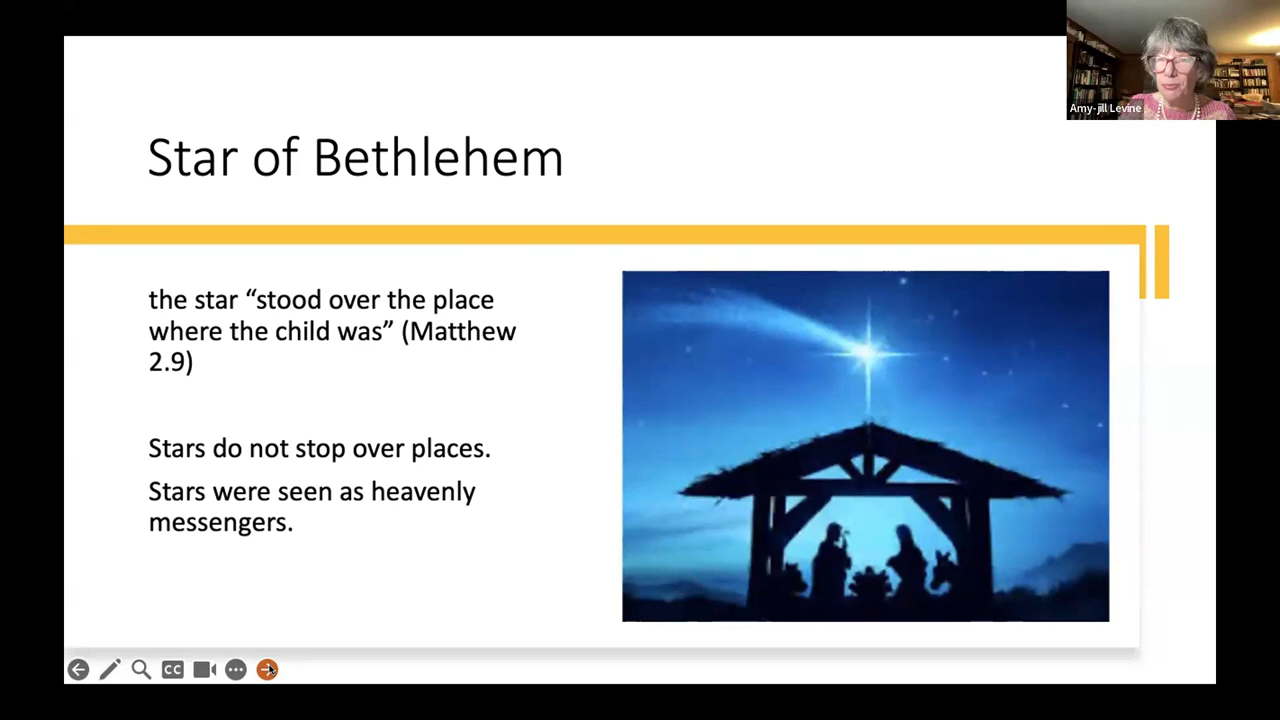 Amy-jill Levine
Star of Bethlehem
the star “stood over the place
where the child was” (Matthew
2.9)
Stars do not stop over places.
Stars were seen as heavenly
messengers.
CC